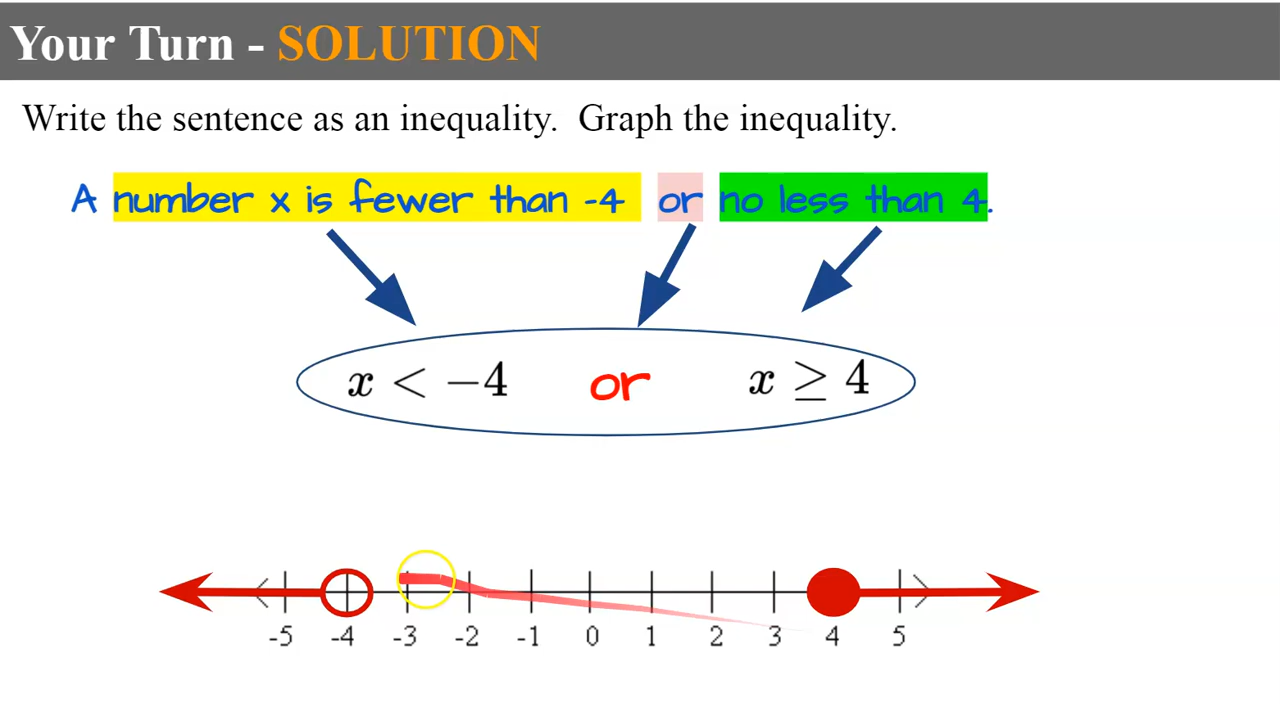 Your Turn - SOLUTION
Write the sentence as an inequality. Graph the inequality.
A number x is fewer than -4 or no less than 4.
x < −4 or x ≥ 4
-5 -4 -3 -2 -1 0 1 2 3 4 5